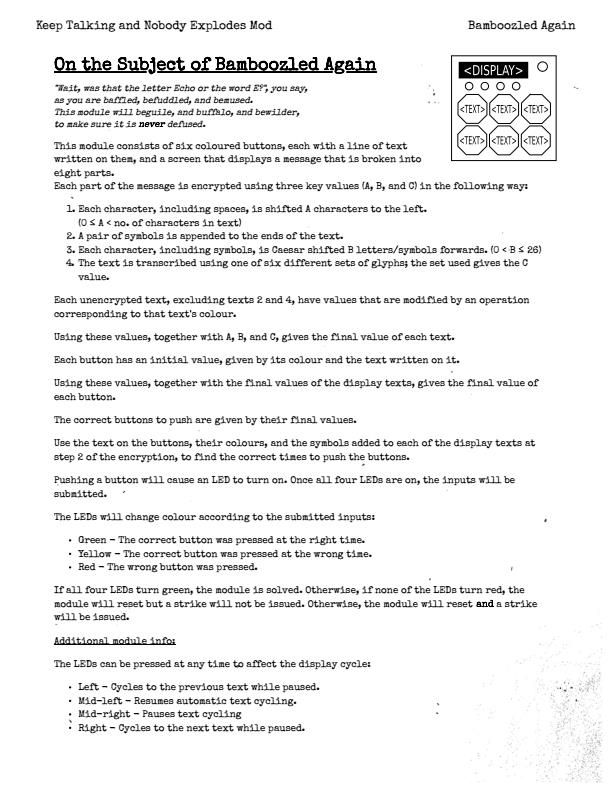 Keep Talking and Nobody Explodes Mod
Bamboozled Again
On the Subject of Bamboozled Again
"Wait, was that the letter Echo or the word E?", you say,
as you are baffled, befuddled, and bemused.
This module will beguile, and buffalo, and bewilder,
to make sure it is never defused.
<DISPLAY>
<TEXT> <TEXT> <TEXT>
<TEXT> <TEXT> <TEXT>
This module consists of six coloured buttons, each with a line of text
written on them, and a screen that displays a message that is broken into
eight parts.
Each part of the message is encrypted using three key values (A, B, and C) in the following way:
1. Each character, including spaces, is shifted A characters to the left.
(0 ≤ A < no. of characters in text)
2. A pair of symbols is appended to the ends of the text.
3. Each character, including symbols, is Caesar shifted B letters/symbols forwards. (0 < B ≤ 26)
4. The text is transcribed using one of six different sets of glyphs; the set used gives the C
value.
Each unencrypted text, excluding texts 2 and 4, have values that are modified by an operation
corresponding to that text's colour.
Using these values, together with A, B, and C, gives the final value of each text.
Each button has an initial value, given by its colour and the text written on it.
Using these values, together with the final values of the display texts, gives the final value of
each button.
The correct buttons to push are given by their final values.
Use the text on the buttons, their colours, and the symbols added to each of the display texts at
step 2 of the encryption, to find the correct times to push the buttons.
Pushing a button will cause an LED to turn on. Once all four LEDs are on, the inputs will be
submitted.
The LEDs will change colour according to the submitted inputs:
• Green – The correct button was pressed at the right time.
• Yellow – The correct button was pressed at the wrong time.
• Red – The wrong button was pressed.
If all four LEDs turn green, the module is solved. Otherwise, if none of the LEDs turn red, the
module will reset but a strike will not be issued. Otherwise, the module will reset and a strike
will be issued.
Additional module info:
The LEDs can be pressed at any time to affect the display cycle:
• Left – Cycles to the previous text while paused.
• Mid-left – Resumes automatic text cycling.
• Mid-right – Pauses text cycling
• Right – Cycles to the next text while paused.